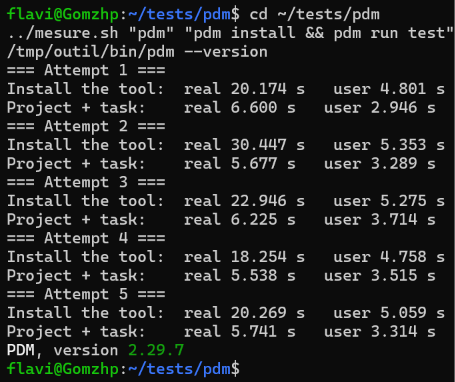 flavi@Gomzhp:~/tests/pdm$ cd ~/tests/pdm
../mesure.sh "pdm" "pdm install && pdm run test"
/tmp/outil/bin/pdm --version
=== Attempt 1 ===
Install the tool:  real 20.174 s   user 4.801 s
Project + task:    real 6.600 s   user 2.946 s
=== Attempt 2 ===
Install the tool:  real 30.447 s   user 5.353 s
Project + task:    real 5.677 s   user 3.289 s
=== Attempt 3 ===
Install the tool:  real 22.946 s   user 5.275 s
Project + task:    real 6.225 s   user 3.714 s
=== Attempt 4 ===
Install the tool:  real 18.254 s   user 4.758 s
Project + task:    real 5.538 s   user 3.515 s
=== Attempt 5 ===
Install the tool:  real 20.269 s   user 5.059 s
Project + task:    real 5.741 s   user 3.314 s
PDM, version 2.29.7
flavi@Gomzhp:~/tests/pdm$